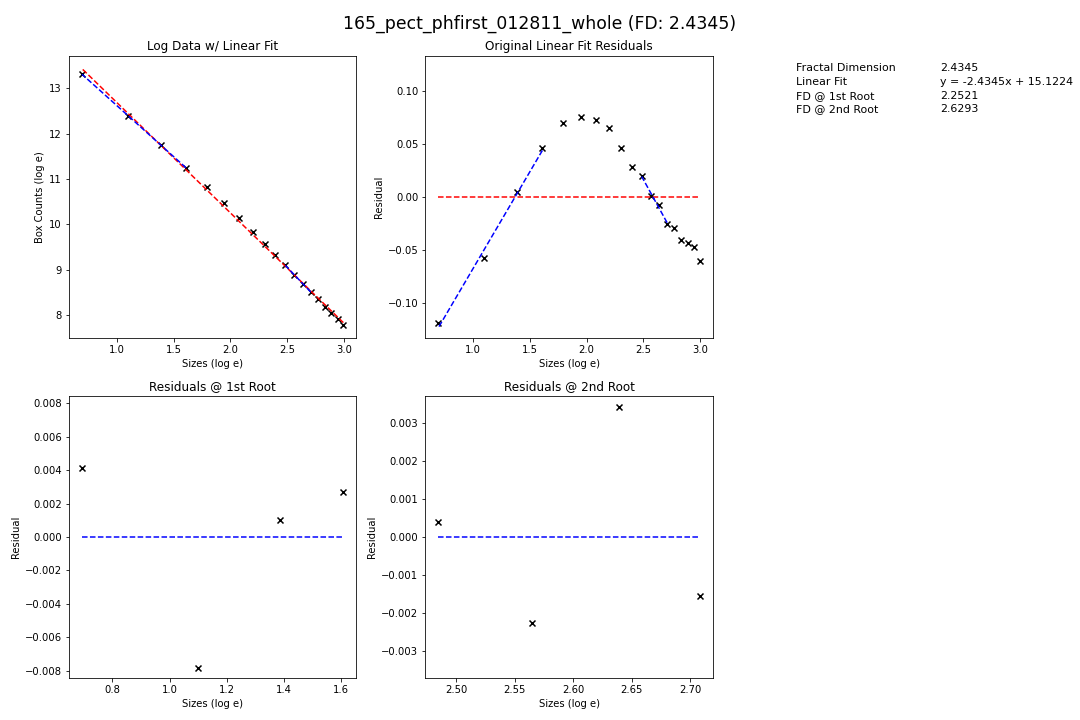 165_pect_phfirst_012811_whole (FD: 2.4345)
Log Data w/ Linear Fit
Box Counts (log e)
13
12
11
10
9
8
1.0 1.5 2.0 2.5 3.0
Sizes (log e)
Original Linear Fit Residuals
Residual
0.10
0.05
0.00
−0.05
−0.10
1.0 1.5 2.0 2.5 3.0
Sizes (log e)
Fractal Dimension 2.4345
Linear Fit y = -2.4345x + 15.1224
FD @ 1st Root 2.2521
FD @ 2nd Root 2.6293
Residuals @ 1st Root
Residual
0.008
0.006
0.004
0.002
0.000
−0.002
−0.004
−0.006
−0.008
0.8 1.0 1.2 1.4 1.6
Sizes (log e)
Residuals @ 2nd Root
Residual
0.003
0.002
0.001
0.000
−0.001
−0.002
−0.003
2.50 2.55 2.60 2.65 2.70
Sizes (log e)